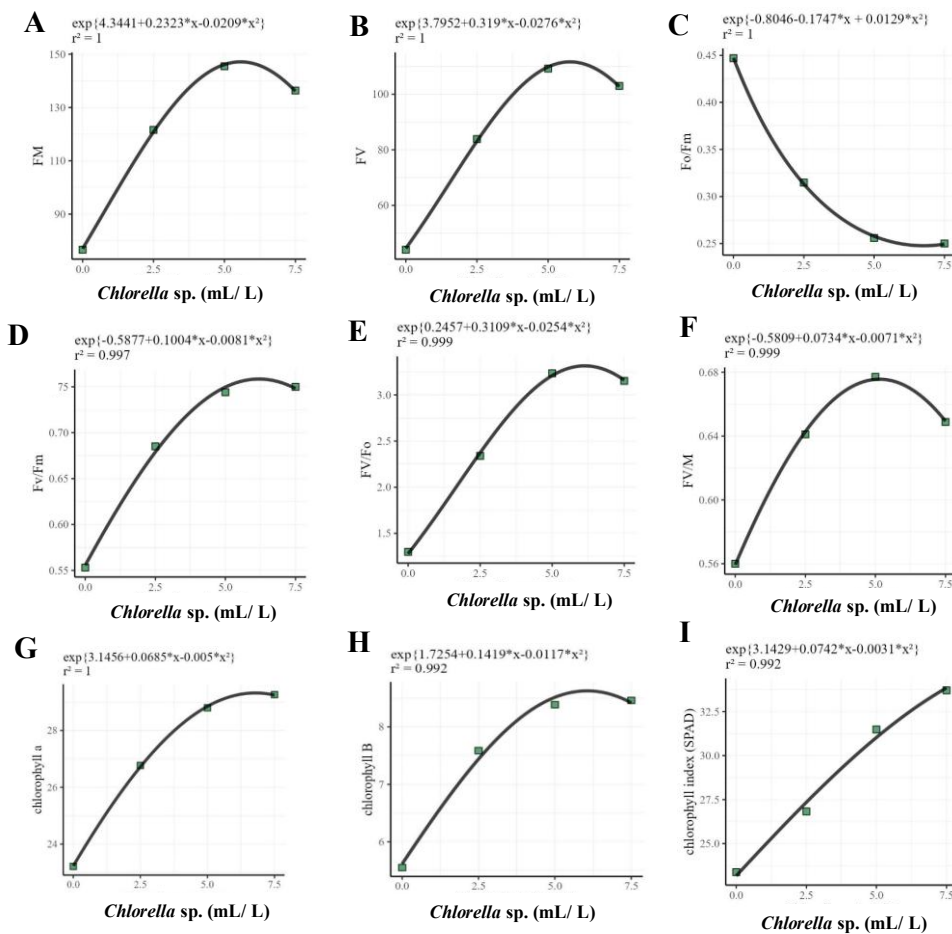 A
exp{4.3441+0.2323*x-0.0209*x²}
r² = 1
150
130
110
90
FM
0.0 2.5 5.0 7.5
Chlorella sp. (mL/ L)
B
exp{3.7952+0.319*x-0.0276*x²}
r² = 1
100
80
60
FV
0.0 2.5 5.0 7.5
Chlorella sp. (mL/ L)
C
exp{-0.8046-0.1747*x + 0.0129*x²}
r² = 1
0.45
0.40
0.35
0.30
0.25
Fo/Fm
0.0 2.5 5.0 7.5
Chlorella sp. (mL/ L)
D
exp{-0.5877+0.1004*x-0.0081*x²}
r² = 0.997
75
0.70
0.65
0.60
0.55
Fv/Fm
0.0 2.5 5.0 7.5
Chlorella sp. (mL/ L)
E
exp{0.2457+0.3109*x-0.0254*x²}
r² = 0.999
3.0
2.5
2.0
1.5
FV/Fo
0.0 2.5 5.0 7.5
Chlorella sp. (mL/ L)
F
exp{-0.5809+0.0734*x-0.0071*x²}
r² = 0.999
0.68
0.64
0.60
0.56
FV/M
0.0 2.5 5.0 7.5
Chlorella sp. (mL/ L)
G
exp{3.1456+0.0685*x-0.005*x²}
r² = 1
28
26
24
chlorophyll a
0.0 2.5 5.0 7.5
Chlorella sp. (mL/ L)
H
exp{1.7254+0.1419*x-0.0117*x²}
r² = 0.992
8
7
6
chlorophyll B
0.0 2.5 5.0 7.5
Chlorella sp. (mL/ L)
I
exp{3.1429+0.0742*x-0.0031*x²}
r² = 0.992
32.5
30.0
27.5
25.0
chlorophyll index (SPAD)
0.0 2.5 5.0 7.5
Chlorella sp. (mL/ L)